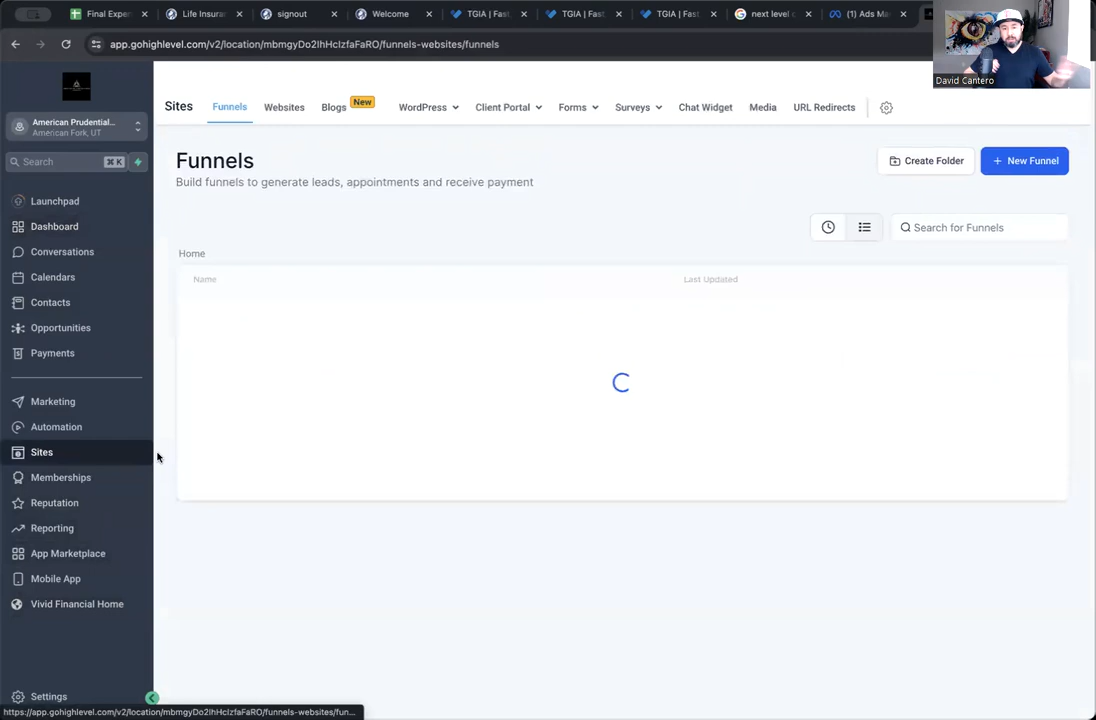 Final Expen
Life Insuran
signout
Welcome
TGIA | Fast
TGIA | Fast
TGIA | Fast
next level c
(1) Ads Ma
app.gohighlevel.com/v2/location/mbmgyDo2IhHcIzfaFaRO/funnels-websites/funnels
David Cantero
American Prudential...
American Fork, UT
Search
⌘ K
Launchpad
Dashboard
Conversations
Calendars
Contacts
Opportunities
Payments
Marketing
Automation
Sites
Memberships
Reputation
Reporting
App Marketplace
Mobile App
Vivid Financial Home
Settings
Sites Funnels Websites Blogs New WordPress Client Portal Forms Surveys Chat Widget Media URL Redirects
Funnels
Build funnels to generate leads, appointments and receive payment
Create Folder
+ New Funnel
Search for Funnels
Home
Name Last Updated
https://app.gohighlevel.com/v2/location/mbmgyDo2IhHcIzfaFaRO/funnels-websites/fun...